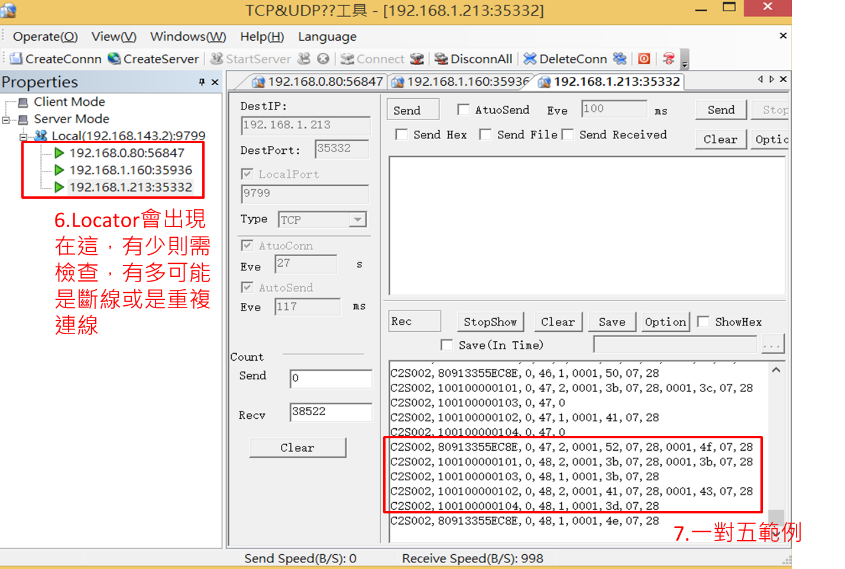 TCP&UDP??工具 - [192.168.1.213:35332]
Operate(O) View(V) Windows(W) Help(H) Language
CreateConnn CreateServer StartServer Connect DisconnAll DeleteConn
Properties
192.168.0.80:56847 192.168.1.160:35936 192.168.1.213:35332
Client Mode
Server Mode
Local(192.168.143.2):9799
192.168.0.80:56847
192.168.1.160:35936
192.168.1.213:35332
6.Locator會出現
在這，有少則需
檢查，有多可能
是斷線或是重複
連線
DestIP:
192.168.1.213
DestPort: 35332
LocalPort
9799
Type TCP
AtuoConn
Eve 27 s
AutoSend
Eve 117 ms
Count
Send 0
Recv 38522
Clear
Send AtuoSend Eve 100 ms Send Stop
Send Hex Send File Send Received Clear Optio
Rec StopShow Clear Save Option ShowHex
Save(In Time) ...
C2S002,80913355EC8E,0,46,1,0001,50,07,28
C2S002,100100000101,0,47,2,0001,3b,07,28,0001,3c,07,28
C2S002,100100000103,0,47,0
C2S002,100100000102,0,47,1,0001,41,07,28
C2S002,100100000104,0,47,0
C2S002,80913355EC8E,0,47,2,0001,52,07,28,0001,4f,07,28
C2S002,100100000101,0,48,2,0001,3b,07,28,0001,3b,07,28
C2S002,100100000103,0,48,1,0001,3b,07,28
C2S002,100100000102,0,48,2,0001,41,07,28,0001,43,07,28
C2S002,100100000104,0,48,1,0001,3d,07,28
C2S002,80913355EC8E,0,48,1,0001,4e,07,28
7.一對五範例
Send Speed(B/S): 0 Receive Speed(B/S): 998